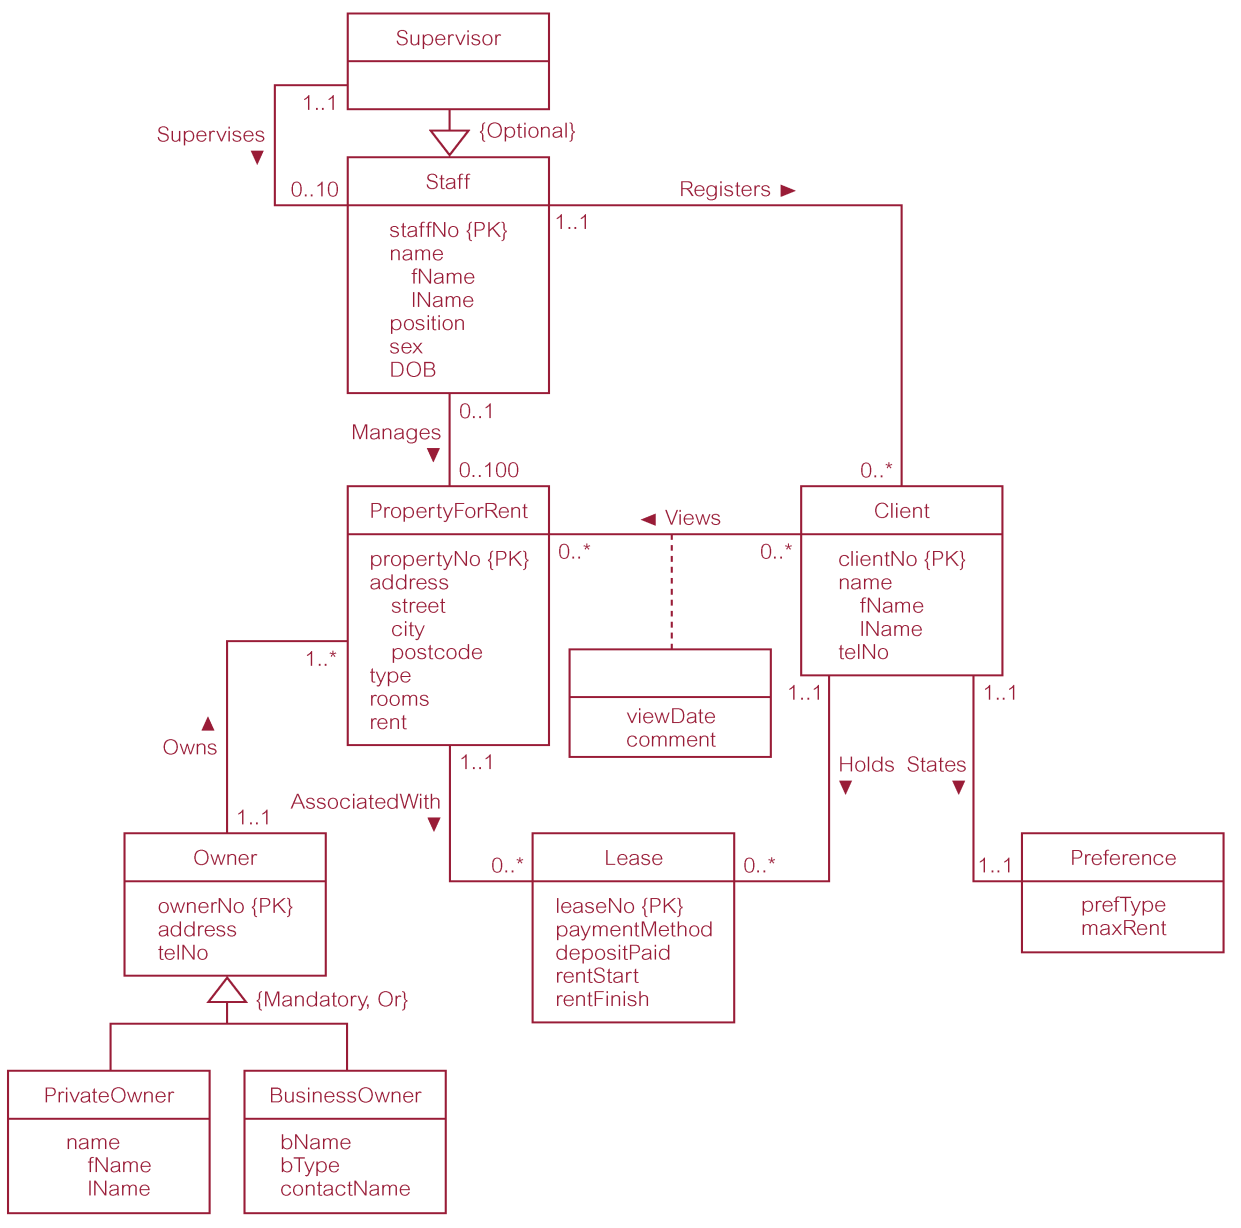 Supervisor
1..1
Supervises
▼
{Optional}
0..10
Staff
Registers ►
1..1
staffNo {PK}
name
fName
lName
position
sex
DOB
0..1
Manages
▼
0..100
0..*
PropertyForRent
◄ Views
Client
0..*
0..*
propertyNo {PK}
address
street
city
postcode
type
rooms
rent
clientNo {PK}
name
fName
lName
telNo
1..*
viewDate
comment
1..1
1..1
▲
Owns
1..1
1..1
AssociatedWith
▼
Holds
▼
States
▼
Owner
0..*
Lease
0..*
1..1
Preference
ownerNo {PK}
address
telNo
leaseNo {PK}
paymentMethod
depositPaid
rentStart
rentFinish
prefType
maxRent
{Mandatory, Or}
PrivateOwner
name
fName
lName
BusinessOwner
bName
bType
contactName